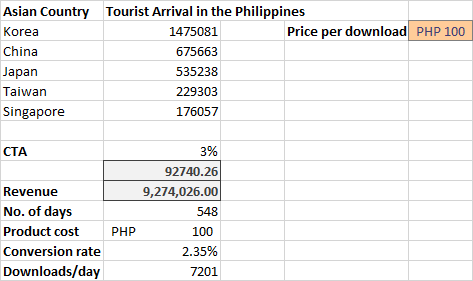 Asian Country Tourist Arrival in the Philippines
Korea 1475081 Price per download PHP 100
China 675663
Japan 535238
Taiwan 229303
Singapore 176057
CTA 3%
92740.26
Revenue 9,274,026.00
No. of days 548
Product cost PHP 100
Conversion rate 2.35%
Downloads/day 7201